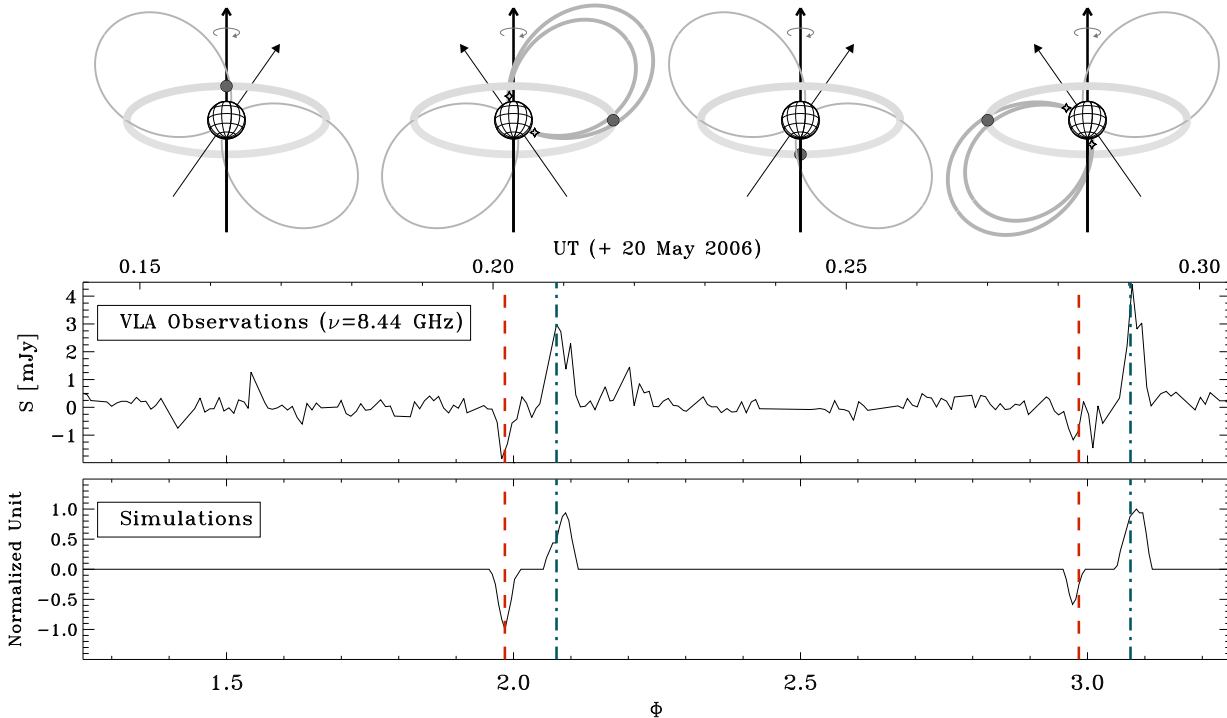 UT (+ 20 May 2006)
0.15 0.20 0.25 0.30
VLA Observations (ν=8.44 GHz)
S [mJy]
4
3
2
1
0
-1
Simulations
Normalized Unit
1.0
0.5
0.0
-0.5
-1.0
1.5 2.0 2.5 3.0
Φ